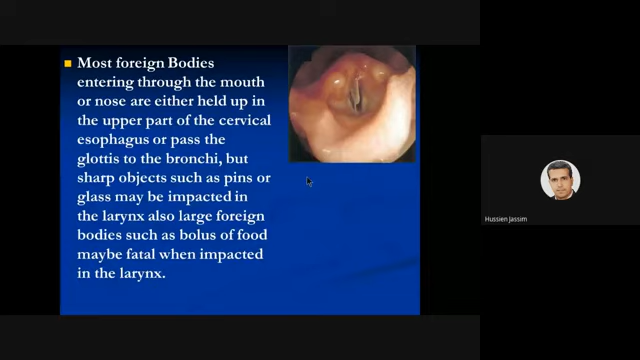 Most foreign Bodies
entering through the mouth
or nose are either held up in
the upper part of the cervical
esophagus or pass the
glottis to the bronchi, but
sharp objects such as pins or
glass may be impacted in
the larynx also large foreign
bodies such as bolus of food
maybe fatal when impacted
in the larynx.
Hussien Jassim